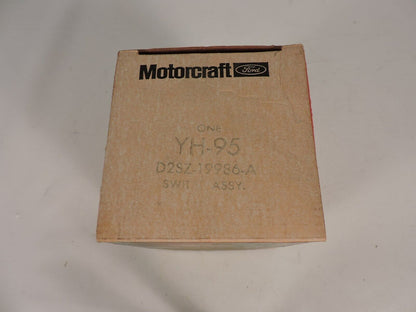 Motorcraft Ford
ONE
YH-95
D2SZ-19986-A
ASSY.